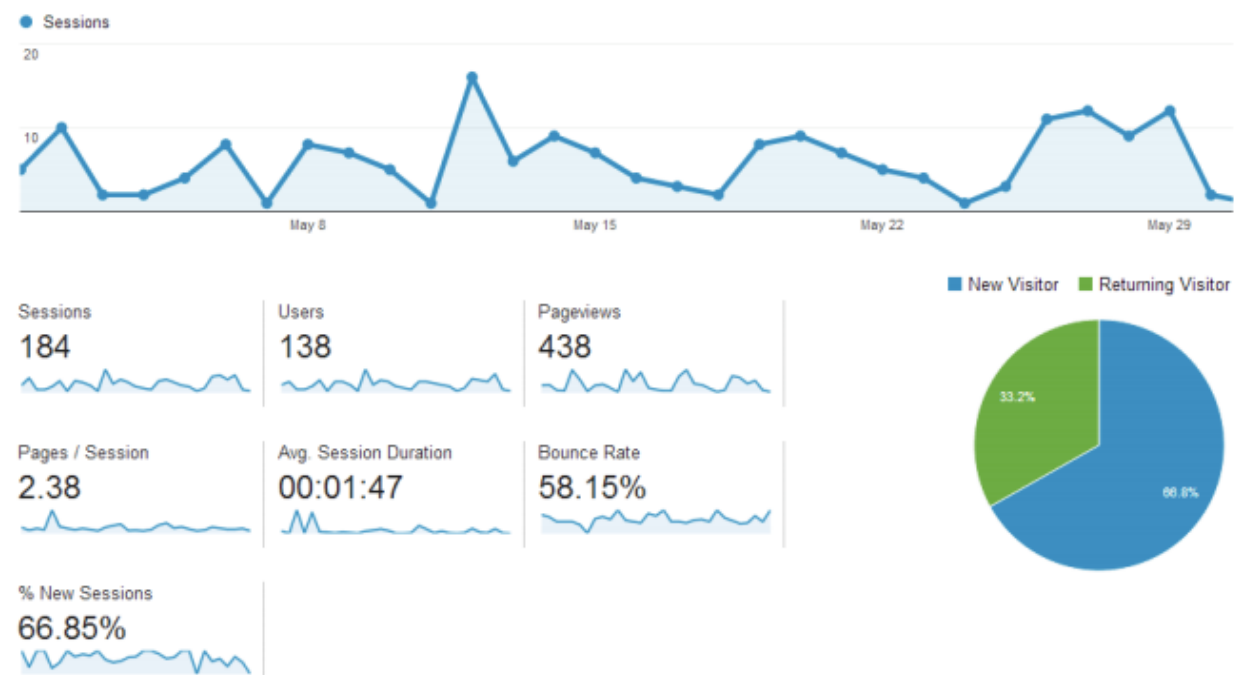 Sessions
20
10
May 8
May 15
May 22
May 29
New Visitor
Returning Visitor
Sessions
184
Users
138
Pageviews
438
33.2%
66.8%
Pages / Session
2.38
Avg. Session Duration
00:01:47
Bounce Rate
58.15%
% New Sessions
66.85%